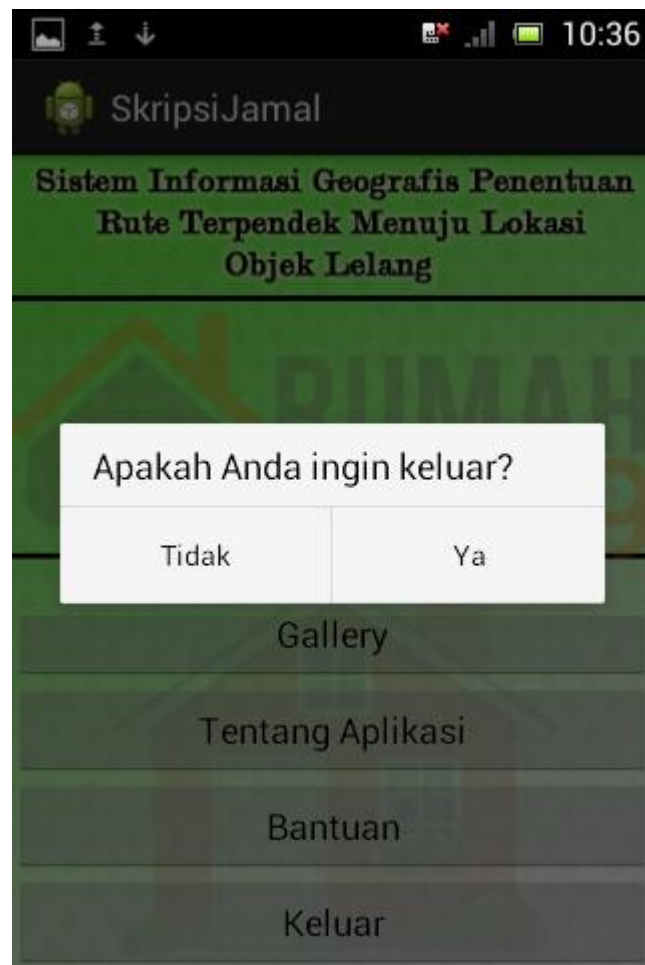 10:36
SkripsiJamal
Sistem Informasi Geografis Penentuan
Rute Terpendek Menuju Lokasi
Objek Lelang
RUMAH
Apakah Anda ingin keluar?
Tidak Ya
Gallery
Tentang Aplikasi
Bantuan
Keluar